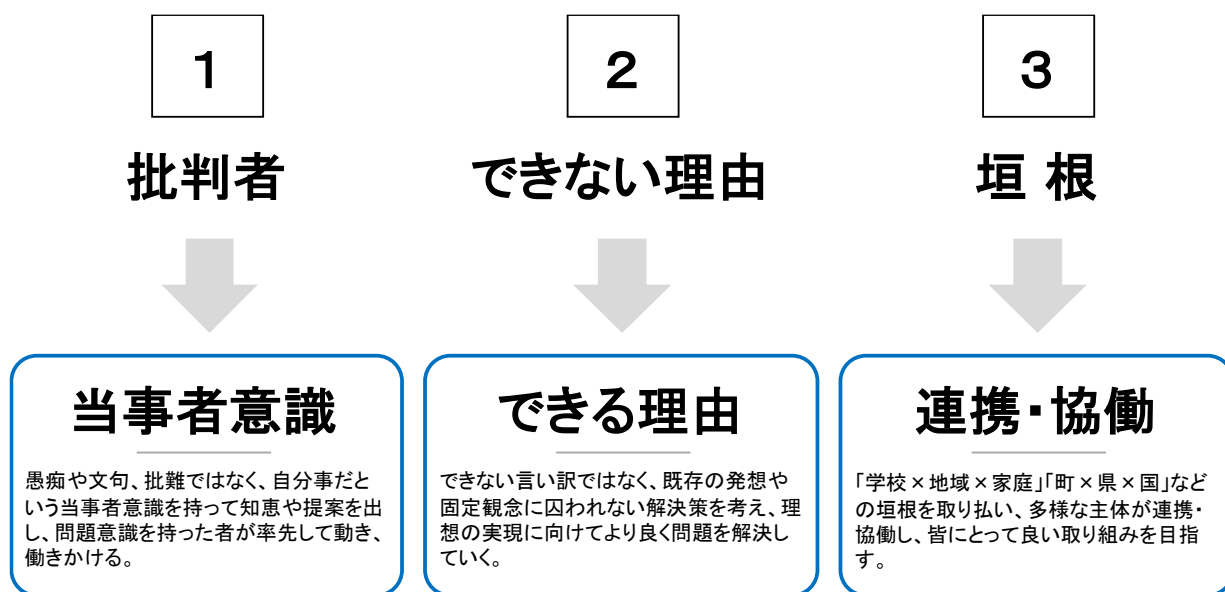 1
批判者
当事者意識
愚痴や文句、批難ではなく、自分事だと
いう当事者意識を持って知恵や提案を出
し、問題意識を持った者が率先して動き、
働きかける。
2
できない理由
できる理由
できない言い訳ではなく、既存の発想や
固定観念に囚われない解決策を考え、理
想の実現に向けてより良く問題を解決し
ていく。
3
垣 根
連携・協働
「学校×地域×家庭」「町×県×国」など
の垣根を取り払い、多様な主体が連携・
協働し、皆にとって良い取り組みを目指
す。